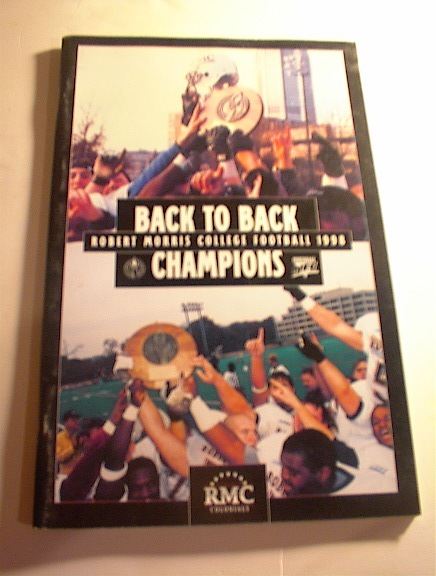 BACK TO BACK
ROBERT MORRIS COLLEGE FOOTBALL 1998
CHAMPIONS
RMC
COLONIALS